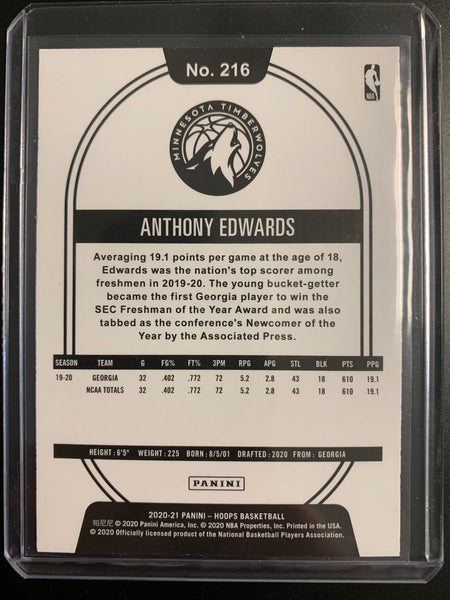 No. 216
MINNESOTA TIMBERWOLVES
NBA
ANTHONY EDWARDS
Averaging 19.1 points per game at the age of 18,
Edwards was the nation's top scorer among
freshmen in 2019-20. The young bucket-getter
became the first Georgia player to win the
SEC Freshman of the Year Award and was also
tabbed as the conference's Newcomer of the
Year by the Associated Press.
SEASON TEAM G FG% FT% 3PM RPG APG STL BLK PTS PPG
19-20 GEORGIA 32 .402 .772 72 5.2 2.8 43 18 610 19.1
NCAA TOTALS 32 .402 .772 72 5.2 2.8 43 18 610 19.1
HEIGHT: 6'5" WEIGHT: 225 BORN: 8/5/01 DRAFTED: 2020 FROM: GEORGIA
PANINI
2020-21 PANINI – HOOPS BASKETBALL
帕尼尼 © 2020 Panini America, Inc. © 2020 NBA Properties, Inc. Printed in the USA.
© 2020 Officially licensed product of the National Basketball Players Association.